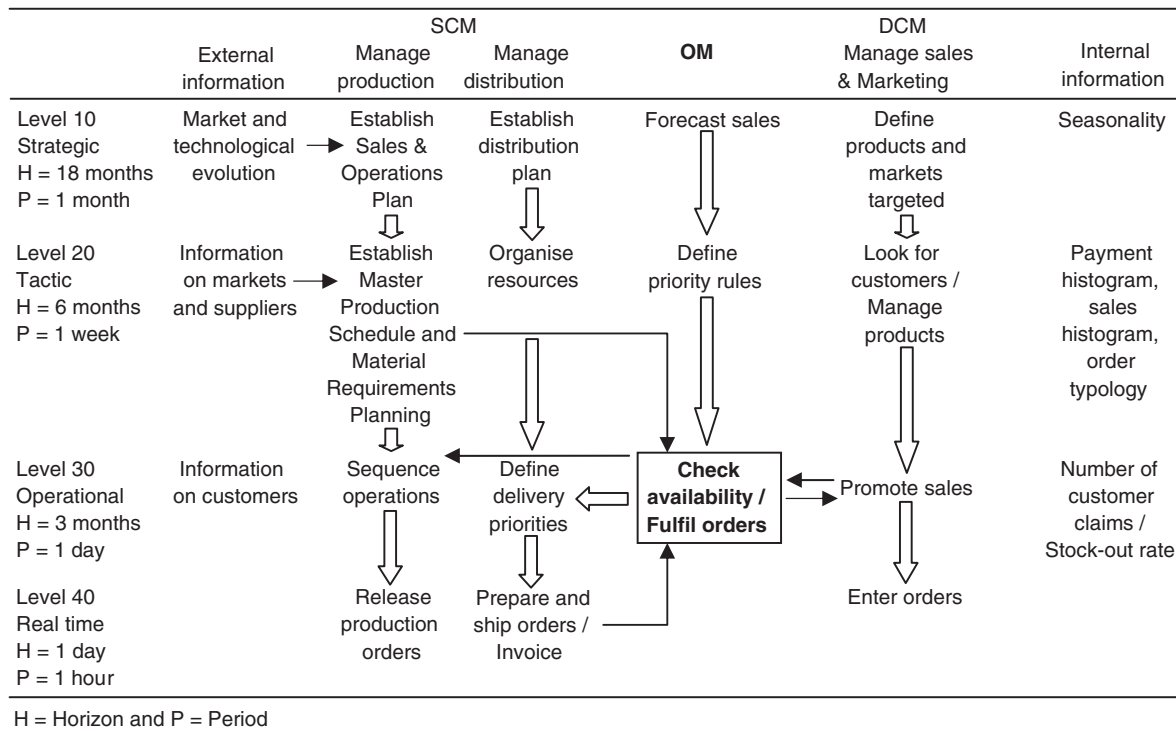 SCM
DCM
External information
Manage production
Manage distribution
OM
Manage sales & Marketing
Internal information
Level 10
Strategic
H = 18 months
P = 1 month
Market and
technological
evolution
Establish
Sales &
Operations
Plan
Establish
distribution
plan
Forecast sales
Define
products and
markets
targeted
Seasonality
Level 20
Tactic
H = 6 months
P = 1 week
Information
on markets
and suppliers
Establish
Master
Production
Schedule and
Material
Requirements
Planning
Organise
resources
Define
priority rules
Look for
customers /
Manage
products
Payment
histogram,
sales
histogram,
order
typology
Level 30
Operational
H = 3 months
P = 1 day
Information
on customers
Sequence
operations
Define
delivery
priorities
Check
availability /
Fulfil orders
Promote sales
Number of
customer
claims /
Stock-out rate
Level 40
Real time
H = 1 day
P = 1 hour
Release
production
orders
Prepare and
ship orders /
Invoice
Enter orders
H = Horizon and P = Period